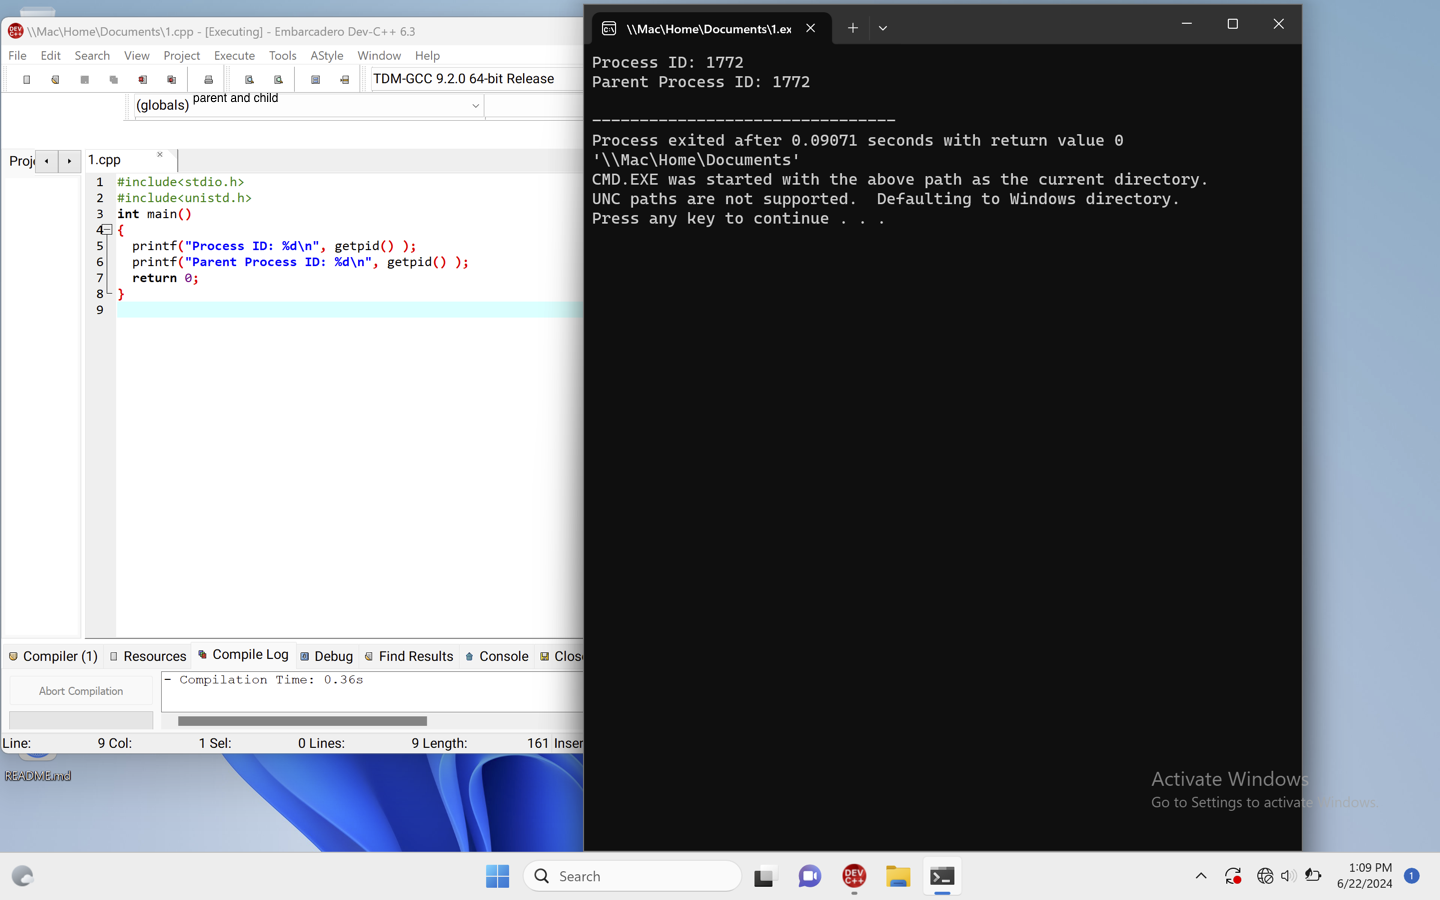 \\Mac\Home\Documents\1.cpp - [Executing] - Embarcadero Dev-C++ 6.3
File Edit Search View Project Execute Tools AStyle Window Help
TDM-GCC 9.2.0 64-bit Release
(globals) parent and child
1.cpp
1 #include<stdio.h>
2 #include<unistd.h>
3 int main()
4 {
5 printf("Process ID: %d\n", getpid() );
6 printf("Parent Process ID: %d\n", getpid() );
7 return 0;
8 }
9
Compiler (1) Resources Compile Log Debug Find Results Console Close
Abort Compilation
- Compilation Time: 0.36s
Line: 9 Col: 1 Sel: 0 Lines: 9 Length: 161 Inser
\\Mac\Home\Documents\1.ex
Process ID: 1772
Parent Process ID: 1772
--------------------------------
Process exited after 0.09071 seconds with return value 0
'\\Mac\Home\Documents'
CMD.EXE was started with the above path as the current directory.
UNC paths are not supported.  Defaulting to Windows directory.
Press any key to continue . . .
README.md
Activate Windows
Go to Settings to activate Windows.
Search
DEV C++
1:09 PM
6/22/2024
1